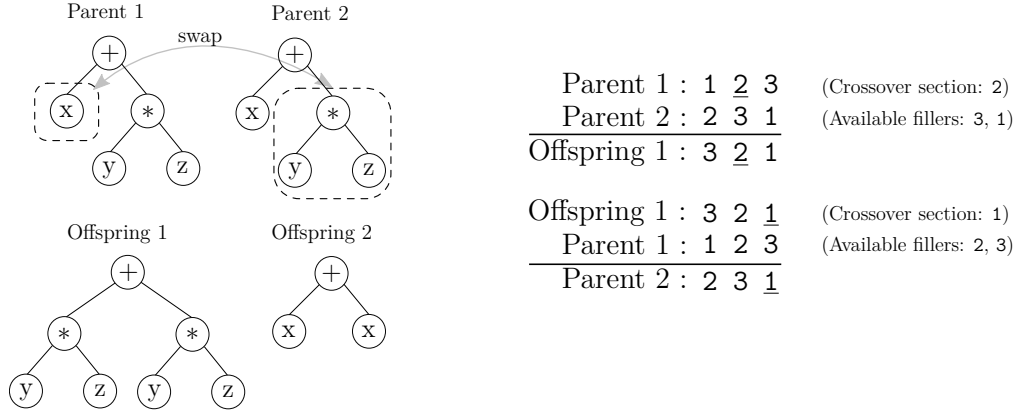 Parent 1 Parent 2
swap
+ +
x * x *
y z y z
Offspring 1 Offspring 2
+ +
* * x x
y z y z
Parent 1 : 1 2 3 (Crossover section: 2)
Parent 2 : 2 3 1 (Available fillers: 3, 1)
Offspring 1 : 3 2 1
Offspring 1 : 3 2 1 (Crossover section: 1)
Parent 1 : 1 2 3 (Available fillers: 2, 3)
Parent 2 : 2 3 1